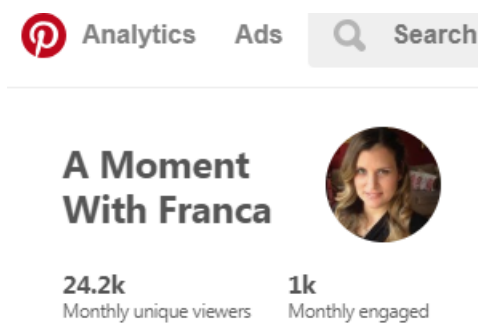 Analytics Ads Search
A Moment
With Franca
24.2k 1k
Monthly unique viewers Monthly engaged